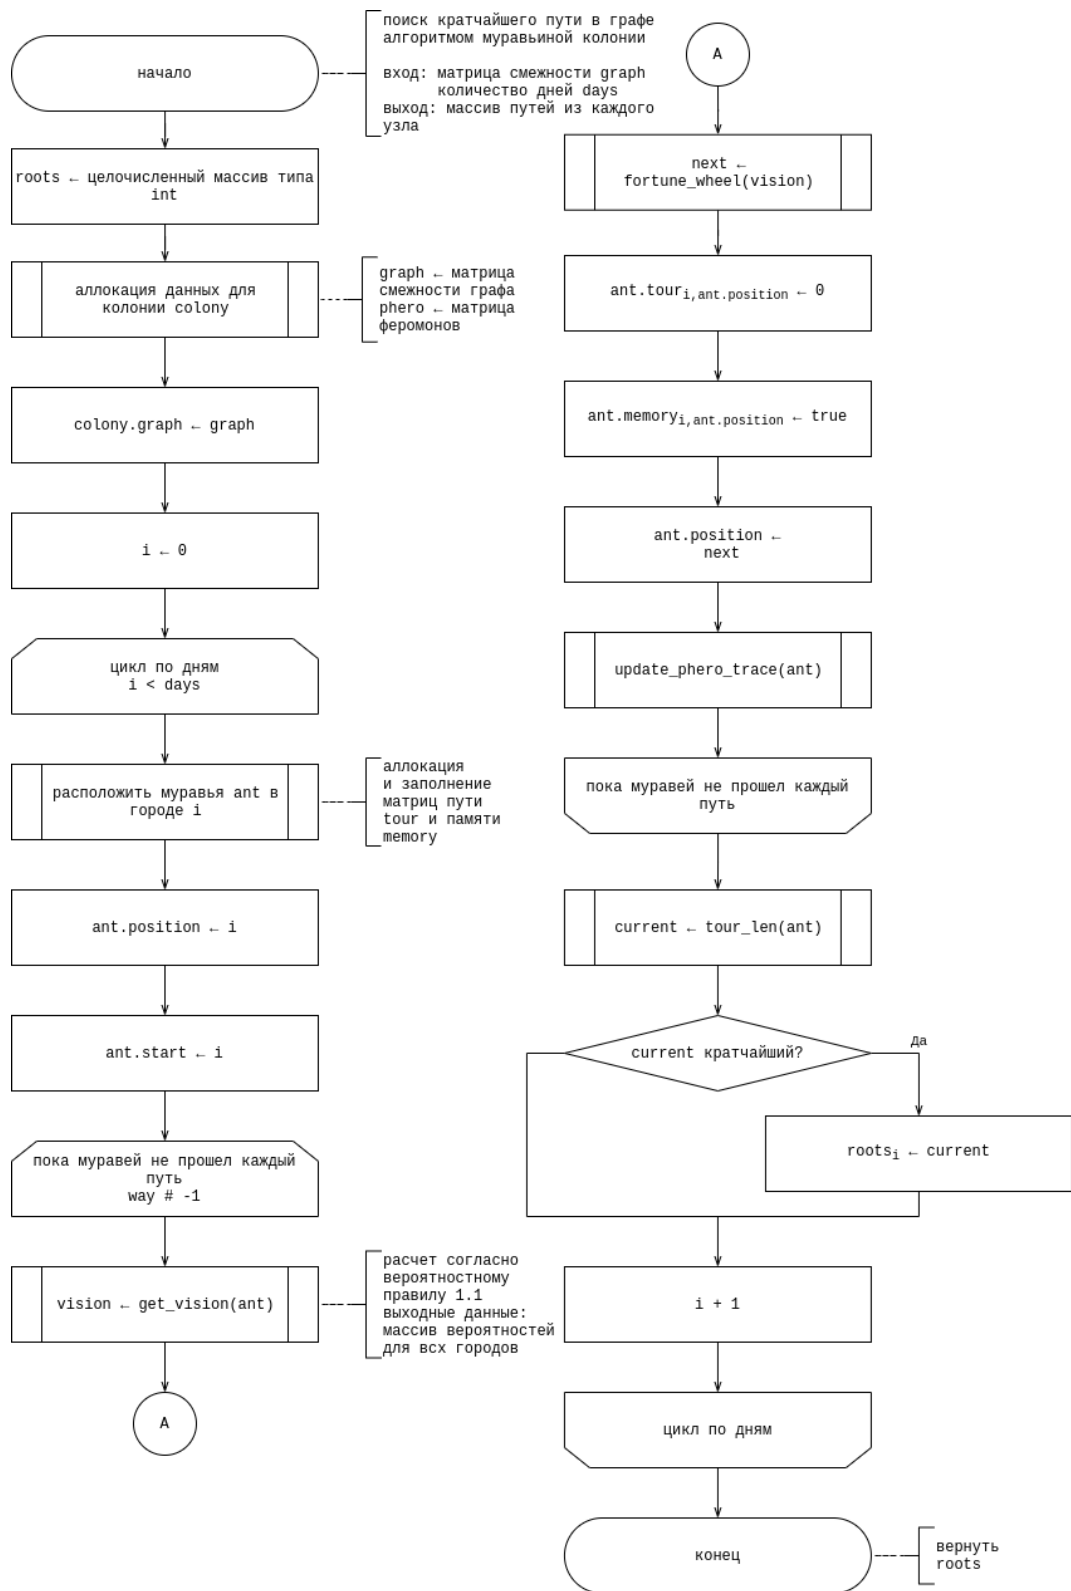 начало
поиск кратчайшего пути в графе
алгоритмом муравьиной колонии
вход: матрица смежности graph
количество дней days
выход: массив путей из каждого
узла
roots ← целочисленный массив типа
int
аллокация данных для
колонии colony
graph ← матрица
смежности графа
phero ← матрица
феромонов
colony.graph ← graph
i ← 0
цикл по дням
i < days
расположить муравья ant в
городе i
аллокация
и заполнение
матриц пути
tour и памяти
memory
ant.position ← i
ant.start ← i
пока муравей не прошел каждый
путь
way # -1
vision ← get_vision(ant)
расчет согласно
вероятностному
правилу 1.1
выходные данные:
массив вероятностей
для всх городов
A
A
next ←
fortune_wheel(vision)
ant.touri,ant.position ← 0
ant.memoryi,ant.position ← true
ant.position ←
next
update_phero_trace(ant)
пока муравей не прошел каждый
путь
current ← tour_len(ant)
current кратчайший?
Да
rootsi ← current
i + 1
цикл по дням
конец
вернуть
roots